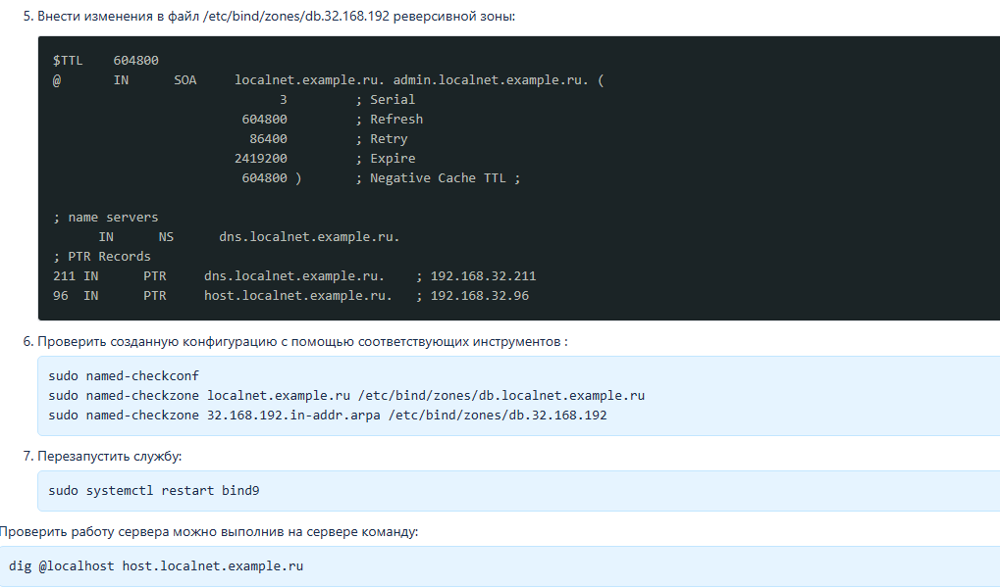 5. Внести изменения в файл /etc/bind/zones/db.32.168.192 реверсивной зоны:
$TTL    604800
@       IN      SOA     localnet.example.ru. admin.localnet.example.ru. (
                              3         ; Serial
                         604800         ; Refresh
                          86400         ; Retry
                        2419200         ; Expire
                         604800 )       ; Negative Cache TTL ;
; name servers
      IN      NS      dns.localnet.example.ru.
; PTR Records
211 IN      PTR     dns.localnet.example.ru.    ; 192.168.32.211
96  IN      PTR     host.localnet.example.ru.   ; 192.168.32.96
6. Проверить созданную конфигурацию с помощью соответствующих инструментов :
sudo named-checkconf
sudo named-checkzone localnet.example.ru /etc/bind/zones/db.localnet.example.ru
sudo named-checkzone 32.168.192.in-addr.arpa /etc/bind/zones/db.32.168.192
7. Перезапустить службу:
sudo systemctl restart bind9
Проверить работу сервера можно выполнив на сервере команду:
dig @localhost host.localnet.example.ru